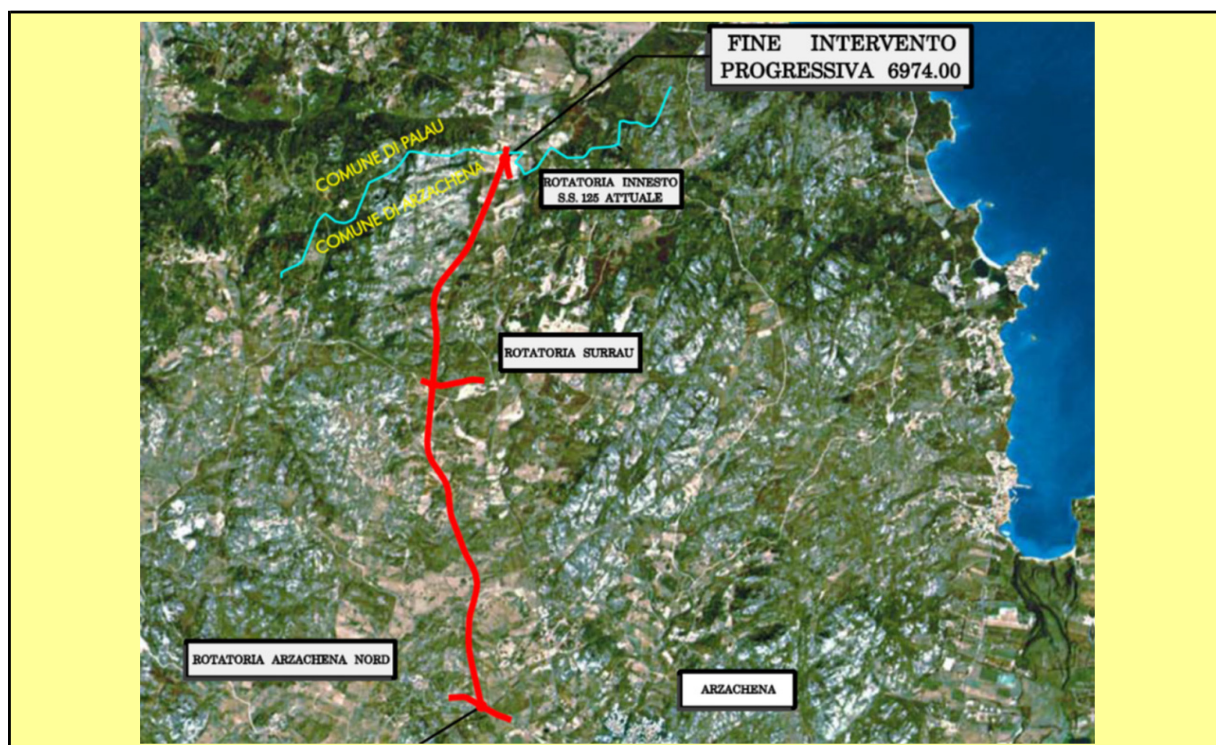 FINE INTERVENTO
PROGRESSIVA 6974.00
COMUNE DI PALAU
COMUNE DI ARZACHENA
ROTATORIA INNESTO
S.S. 125 ATTUALE
ROTATORIA SURRAU
ROTATORIA ARZACHENA NORD
ARZACHENA